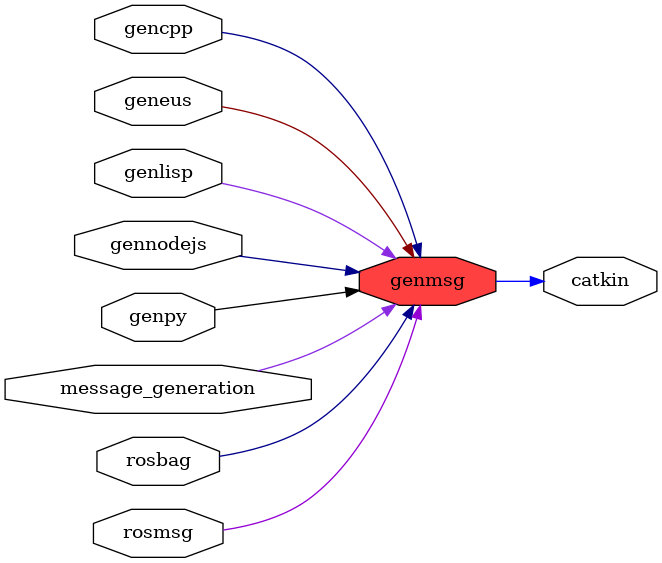 gencpp
geneus
genlisp
gennodejs
genmsg
catkin
genpy
message_generation
rosbag
rosmsg